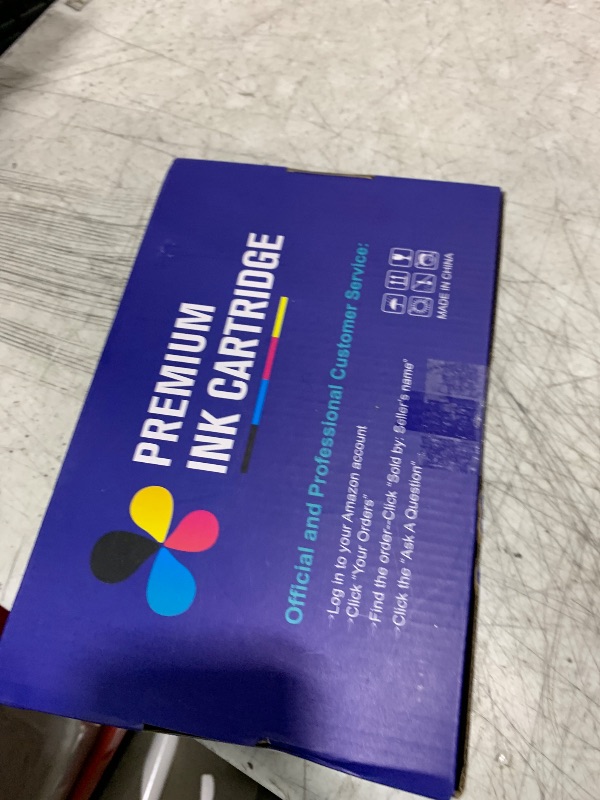 PREMIUM
INK CARTRIDGE
Official and Professional Customer Service:
Log in to your Amazon account
Click "Your Orders"
Find the order--Click "Sold by: Seller's name"
Click the "Ask A Question"
MADE IN CHINA